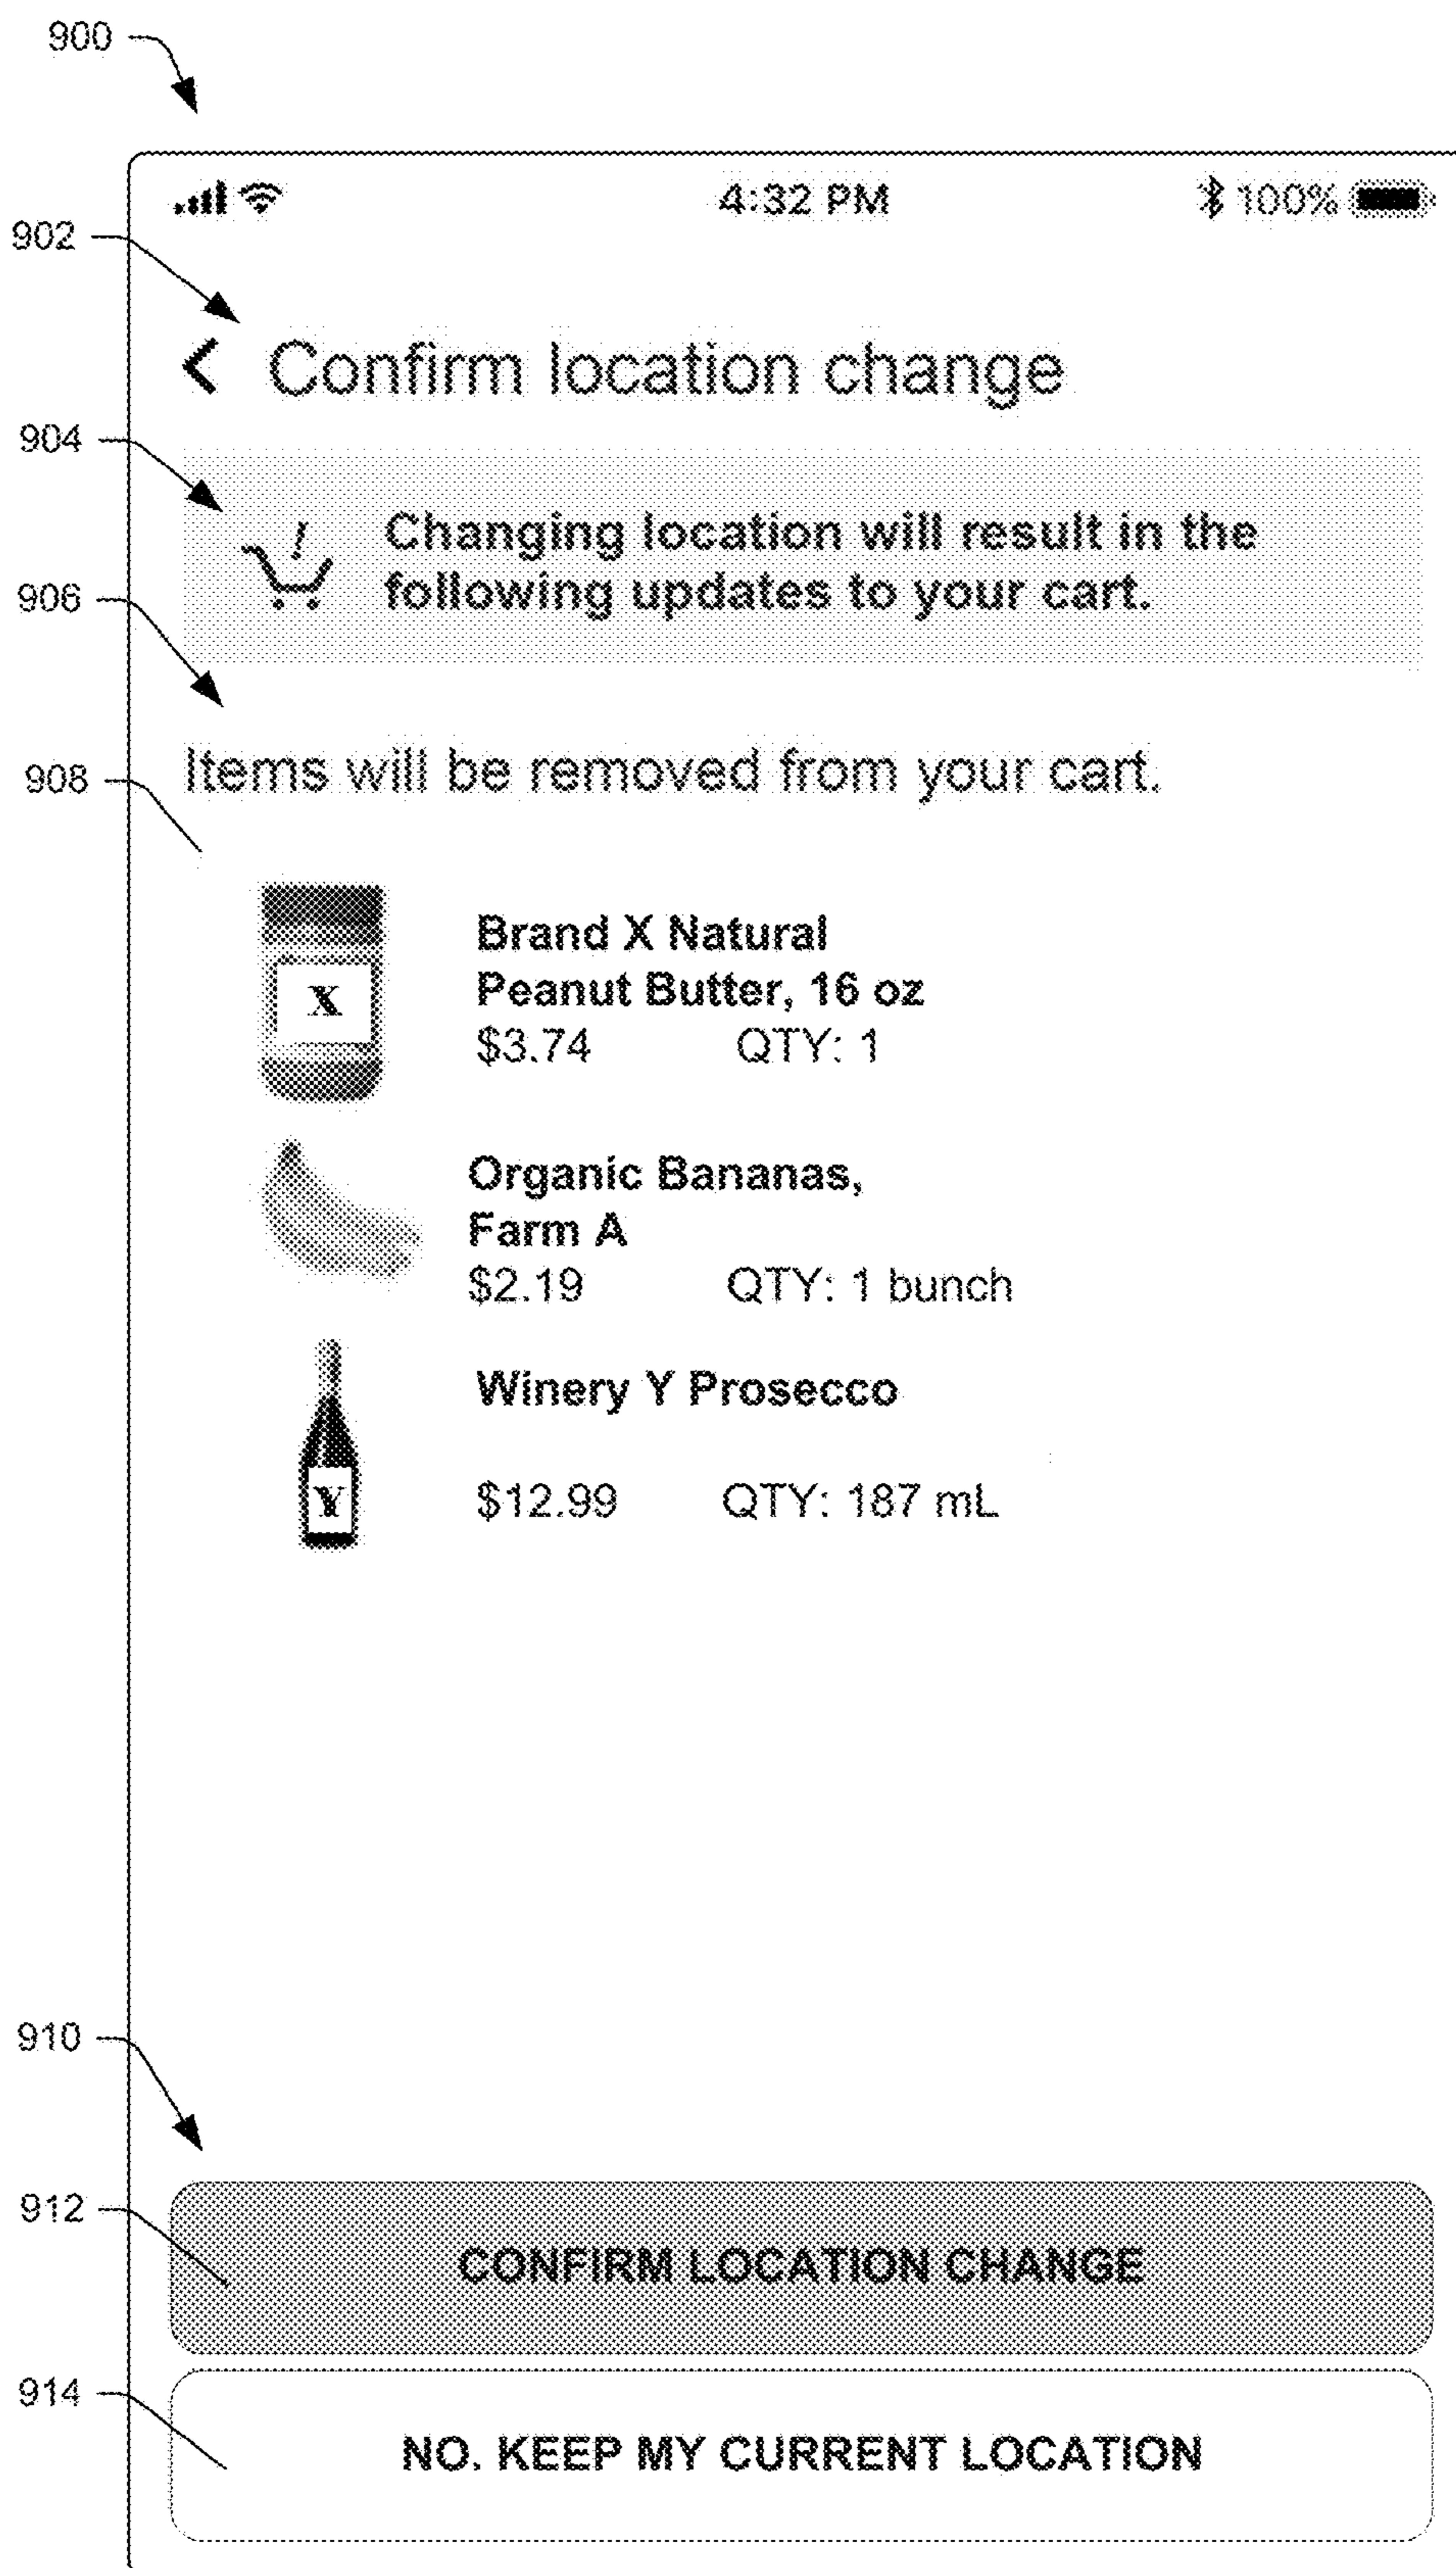 900
4:32 PM 100%
902
Confirm location change
904
Changing location will result in the
following updates to your cart.
906
Items will be removed from your cart.
908
X
Brand X Natural
Peanut Butter, 16 oz
$3.74 QTY: 1
Organic Bananas,
Farm A
$2.19 QTY: 1 bunch
Winery Y Prosecco
Y
$12.99 QTY: 187 mL
910
912
CONFIRM LOCATION CHANGE
914
NO. KEEP MY CURRENT LOCATION